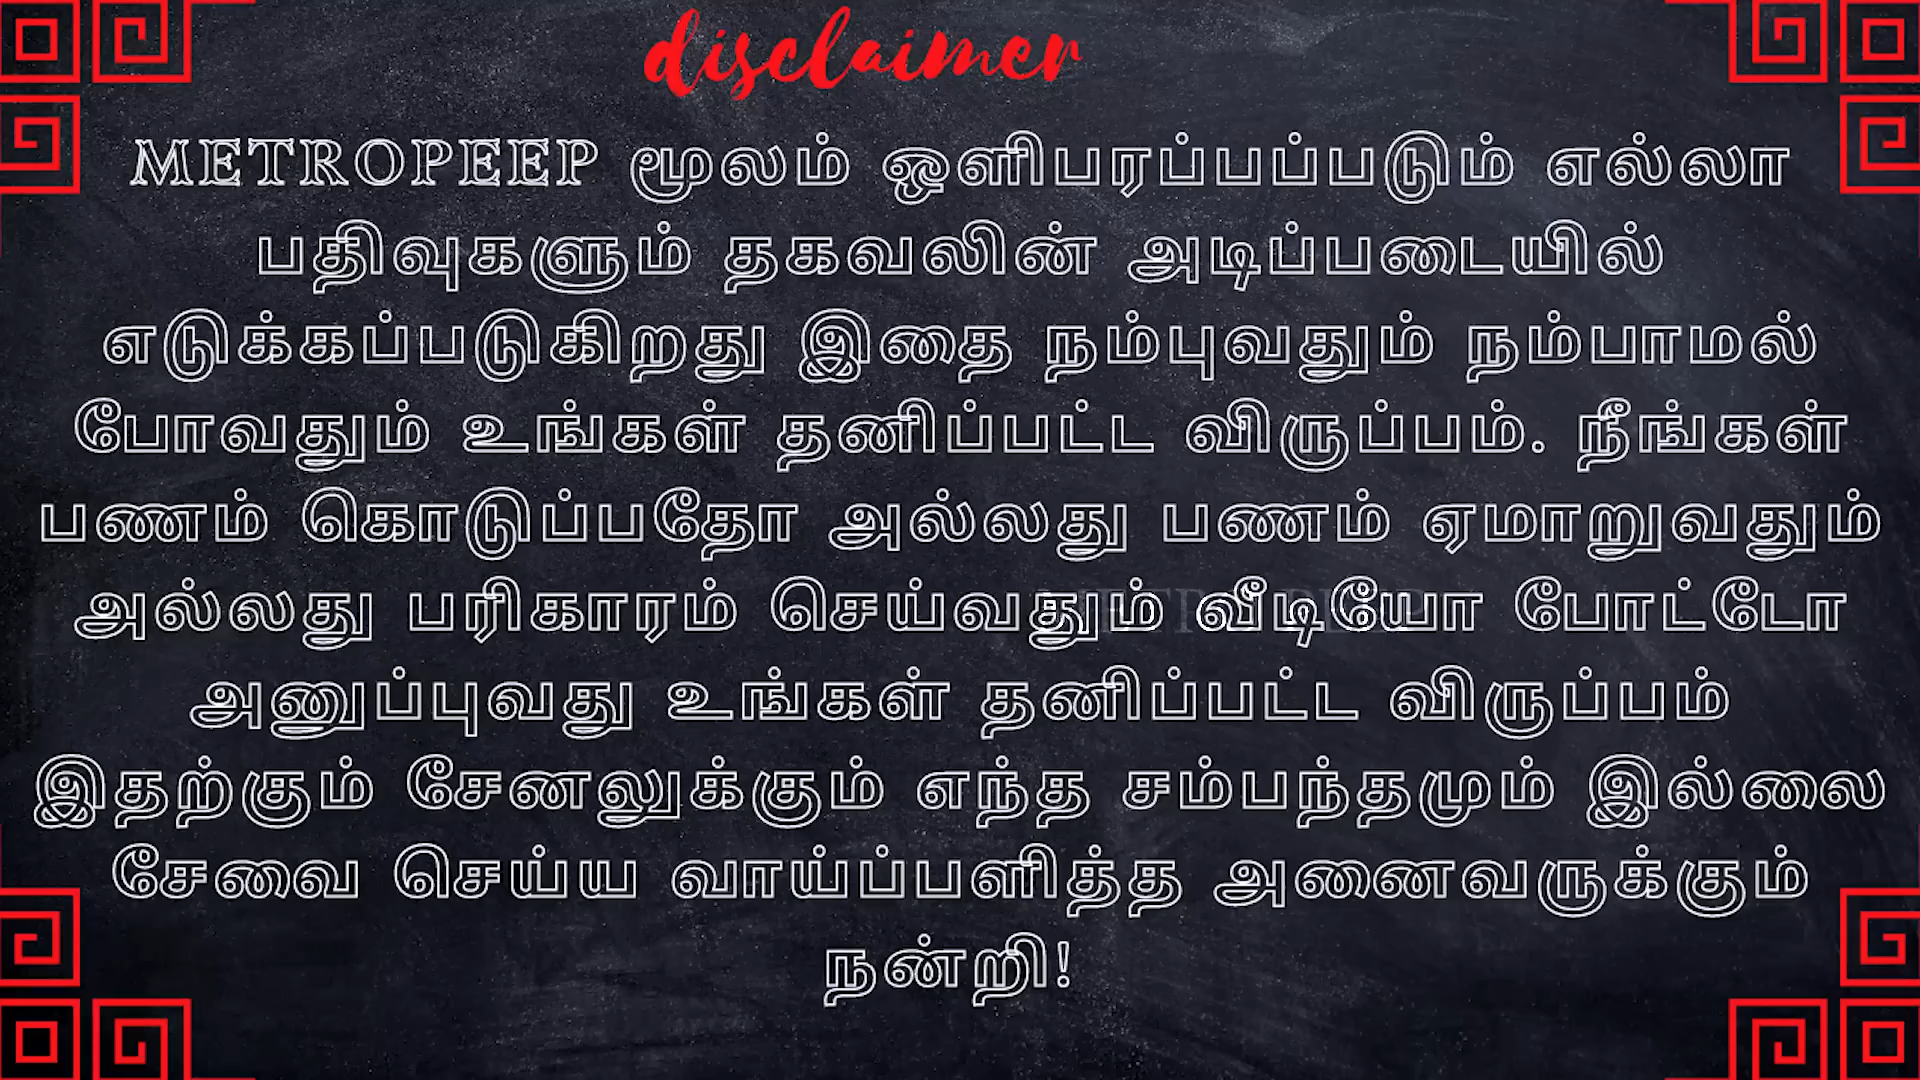 disclaimer
METROPEEP மூலம் ஒளிபரப்பப்படும் எல்லா
பதிவுகளும் தகவலின் அடிப்படையில்
எடுக்கப்படுகிறது இதை நம்புவதும் நம்பாமல்
போவதும் உங்கள் தனிப்பட்ட விருப்பம். நீங்கள்
பணம் கொடுப்பதோ அல்லது பணம் ஏமாறுவதும்
அல்லது பரிகாரம் செய்வதும் வீடியோ போட்டோ
அனுப்புவது உங்கள் தனிப்பட்ட விருப்பம்
இதற்கும் சேனலுக்கும் எந்த சம்பந்தமும் இல்லை
சேவை செய்ய வாய்ப்பளித்த அனைவருக்கும்
நன்றி!